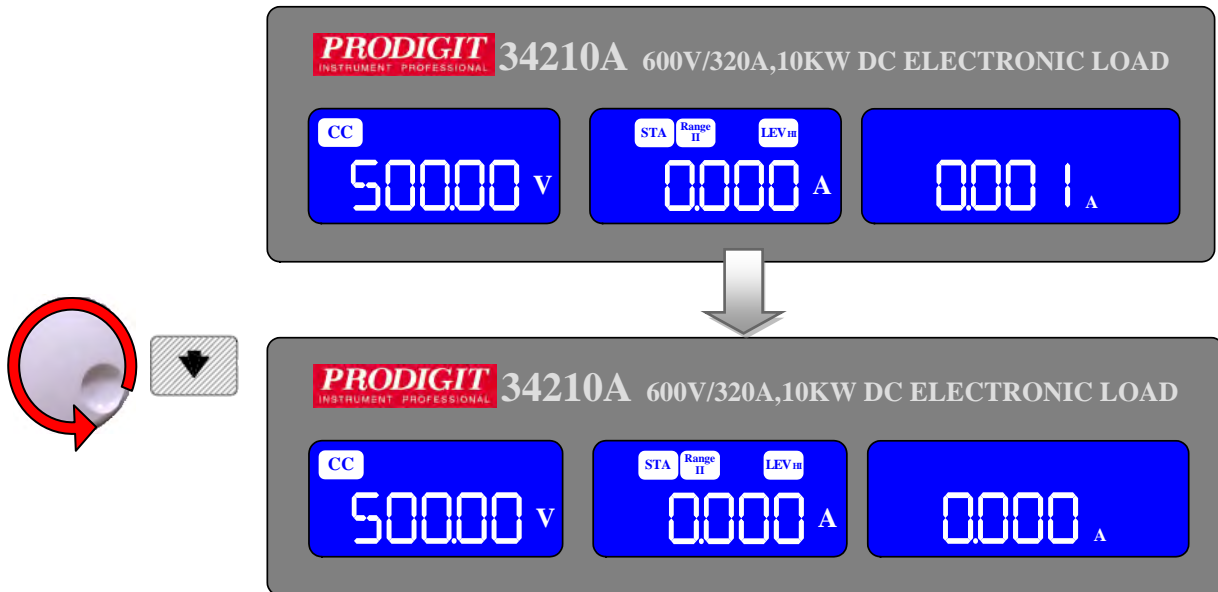 PRODIGIT 34210A 600V/320A,10KW DC ELECTRONIC LOAD
INSTRUMENT PROFESSIONAL
CC STA Range II LEV HI
500.00 V 0.000 A 0.001 A
PRODIGIT 34210A 600V/320A,10KW DC ELECTRONIC LOAD
INSTRUMENT PROFESSIONAL
CC STA Range II LEV HI
500.00 V 0.000 A 0.000 A